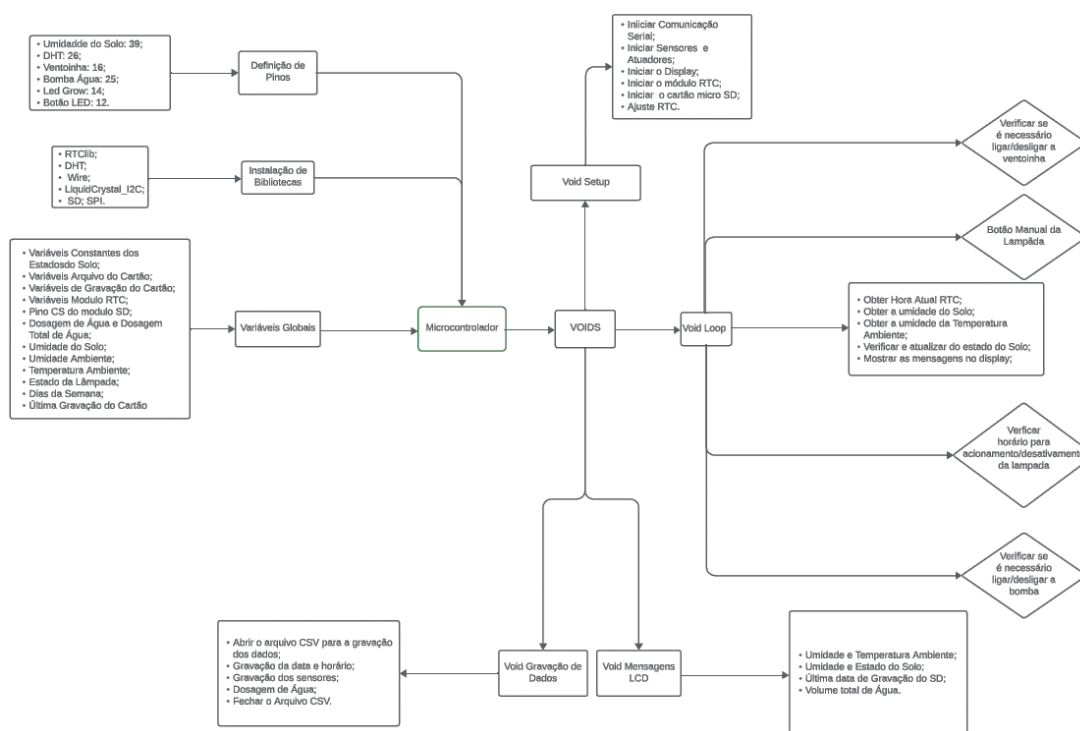 • Umidadde do Solo: 39;
• DHT: 26;
• Ventoinha: 16;
• Bomba Água: 25;
• Led Grow: 14;
• Botão LED: 12.
Definição de
Pinos
• RTClib;
• DHT;
• Wire;
• LiquidCrystal_I2C;
• SD; SPI.
Instalação de
Bibliotecas
• Variáveis Constantes dos
Estadosdo Solo;
• Variáveis Arquivo do Cartão;
• Variáveis de Gravação do Cartão;
• Variáveis Modulo RTC;
• Pino CS do modulo SD;
• Dosagem de Água e Dosagem
Total de Água;
• Umidade do Solo;
• Umidade Ambiente;
• Temperatura Ambiente;
• Estado da Lâmpada;
• Dias da Semana;
• Última Gravação do Cartão
Variáveis Globais
Microcontrolador
VOIDS
Void Setup
• Iniiciar Comunicação
Serial;
• Iniciar Sensores e
Atuadores;
• Iniciar o Display;
• Iniciar o módulo RTC;
• Iniciar o cartão micro SD;
• Ajuste RTC.
Void Loop
Verificar se
é necessário
ligar/desligar a
ventoinha
Botão Manual da
Lampâda
• Obter Hora Atual RTC;
• Obter a umidade do Solo;
• Obter a umidade da Temperatura
Ambiente;
• Verificar e atualizar do estado do Solo;
• Mostrar as mensagens no display;
Verficar
horário para
acionamento/desativamento
da lampada
Verificar se
é necessário
ligar/desligar a
bomba
Void Gravação de
Dados
• Abrir o arquivo CSV para a gravação
dos dados;
• Gravação da data e horário;
• Gravação dos sensores;
• Dosagem de Água;
• Fechar o Arquivo CSV.
Void Mensagens
LCD
• Umidade e Temperatura Ambiente;
• Umidade e Estado do Solo;
• Última data de Gravação do SD;
• Volume total de Água.